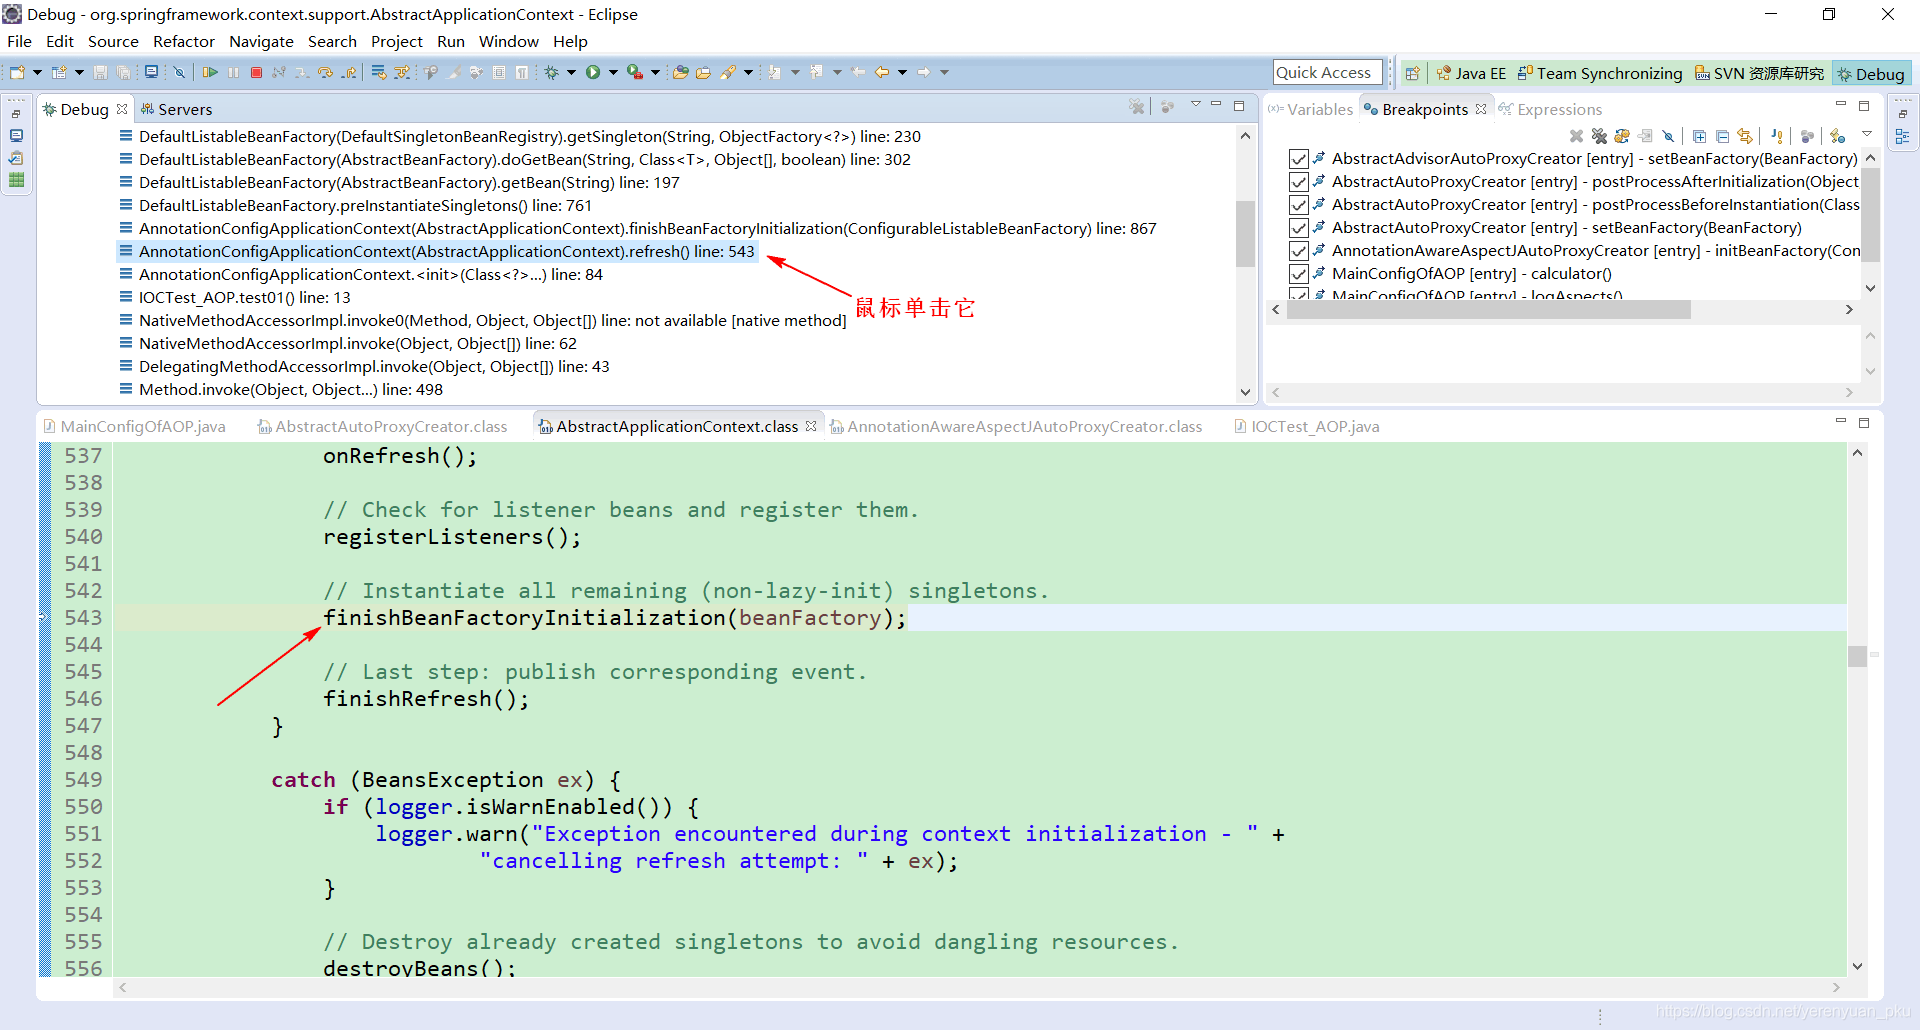 Debug - org.springframework.context.support.AbstractApplicationContext - Eclipse
File Edit Source Refactor Navigate Search Project Run Window Help
Quick Access
Java EE
Team Synchronizing
SVN 资源库研究
Debug
Debug
Servers
DefaultListableBeanFactory(DefaultSingletonBeanRegistry).getSingleton(String, ObjectFactory<?>) line: 230
DefaultListableBeanFactory(AbstractBeanFactory).doGetBean(String, Class<T>, Object[], boolean) line: 302
DefaultListableBeanFactory(AbstractBeanFactory).getBean(String) line: 197
DefaultListableBeanFactory.preInstantiateSingletons() line: 761
AnnotationConfigApplicationContext(AbstractApplicationContext).finishBeanFactoryInitialization(ConfigurableListableBeanFactory) line: 867
AnnotationConfigApplicationContext(AbstractApplicationContext).refresh() line: 543
AnnotationConfigApplicationContext.<init>(Class<?>...) line: 84
IOCTest_AOP.test01() line: 13
NativeMethodAccessorImpl.invoke0(Method, Object, Object[]) line: not available [native method]
NativeMethodAccessorImpl.invoke(Object, Object[]) line: 62
DelegatingMethodAccessorImpl.invoke(Object, Object[]) line: 43
Method.invoke(Object, Object...) line: 498
鼠标单击它
(x)= Variables
Breakpoints
Expressions
AbstractAdvisorAutoProxyCreator [entry] - setBeanFactory(BeanFactory)
AbstractAutoProxyCreator [entry] - postProcessAfterInitialization(Object
AbstractAutoProxyCreator [entry] - postProcessBeforeInstantiation(Class
AbstractAutoProxyCreator [entry] - setBeanFactory(BeanFactory)
AnnotationAwareAspectJAutoProxyCreator [entry] - initBeanFactory(Con
MainConfigOfAOP [entry] - calculator()
MainConfigOfAOP [entry] - logAspects()
MainConfigOfAOP.java
AbstractAutoProxyCreator.class
AbstractApplicationContext.class
AnnotationAwareAspectJAutoProxyCreator.class
IOCTest_AOP.java
537 onRefresh();
538
539 // Check for listener beans and register them.
540 registerListeners();
541
542 // Instantiate all remaining (non-lazy-init) singletons.
543 finishBeanFactoryInitialization(beanFactory);
544
545 // Last step: publish corresponding event.
546 finishRefresh();
547 }
548
549 catch (BeansException ex) {
550 if (logger.isWarnEnabled()) {
551 logger.warn("Exception encountered during context initialization - " +
552 "cancelling refresh attempt: " + ex);
553 }
554
555 // Destroy already created singletons to avoid dangling resources.
556 destroyBeans();
https://blog.csdn.net/yerenyuan_pku